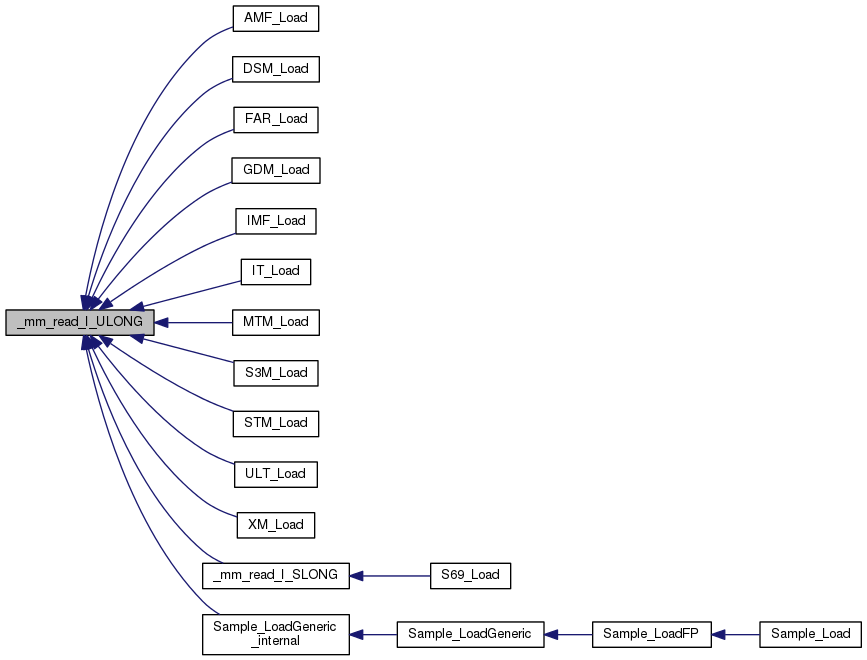 AMF_Load
DSM_Load
FAR_Load
GDM_Load
IMF_Load
IT_Load
_mm_read_I_ULONG
MTM_Load
S3M_Load
STM_Load
ULT_Load
XM_Load
_mm_read_I_SLONG
S69_Load
Sample_LoadGeneric
_internal
Sample_LoadGeneric
Sample_LoadFP
Sample_Load